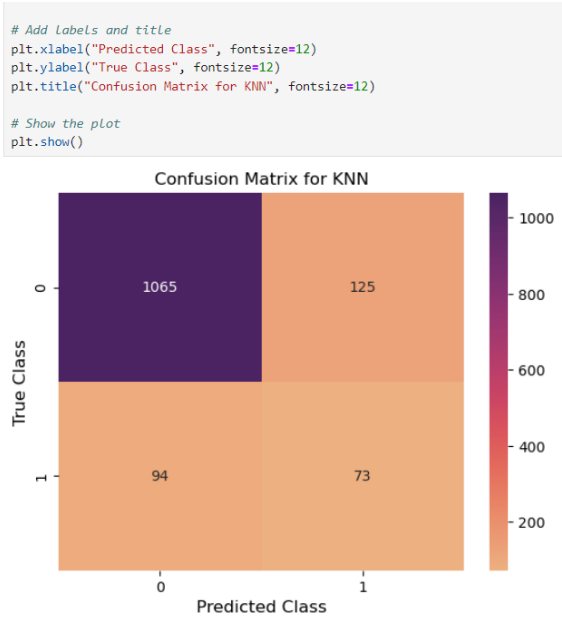 # Add labels and title
plt.xlabel("Predicted Class", fontsize=12)
plt.ylabel("True Class", fontsize=12)
plt.title("Confusion Matrix for KNN", fontsize=12)
# Show the plot
plt.show()
Confusion Matrix for KNN
1065
125
94
73
0
1
True Class
0
1
Predicted Class
1000
800
600
400
200